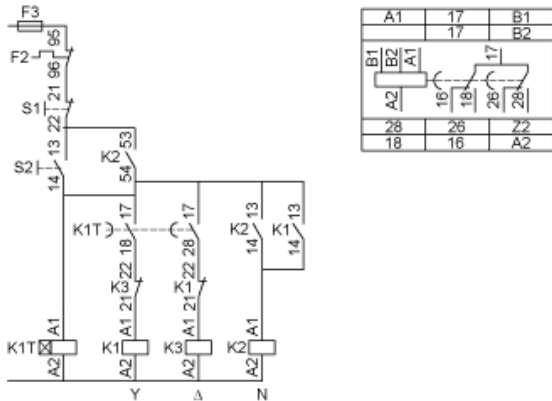 F3
95
F2
96
21
S1
22
13
S2
14
53
K2
54
17
K1T
18
17
28
13
K2
14
13
K1
14
22
K3
21
22
K1
21
A1
K1T
A2
A1
K1
A2
A1
K3
A2
A1
K2
A2
Y Δ N
A1 17 B1
17 B2
B1 B2 A1 17
A2 16 18 26 28
28 26 Z2
18 16 A2